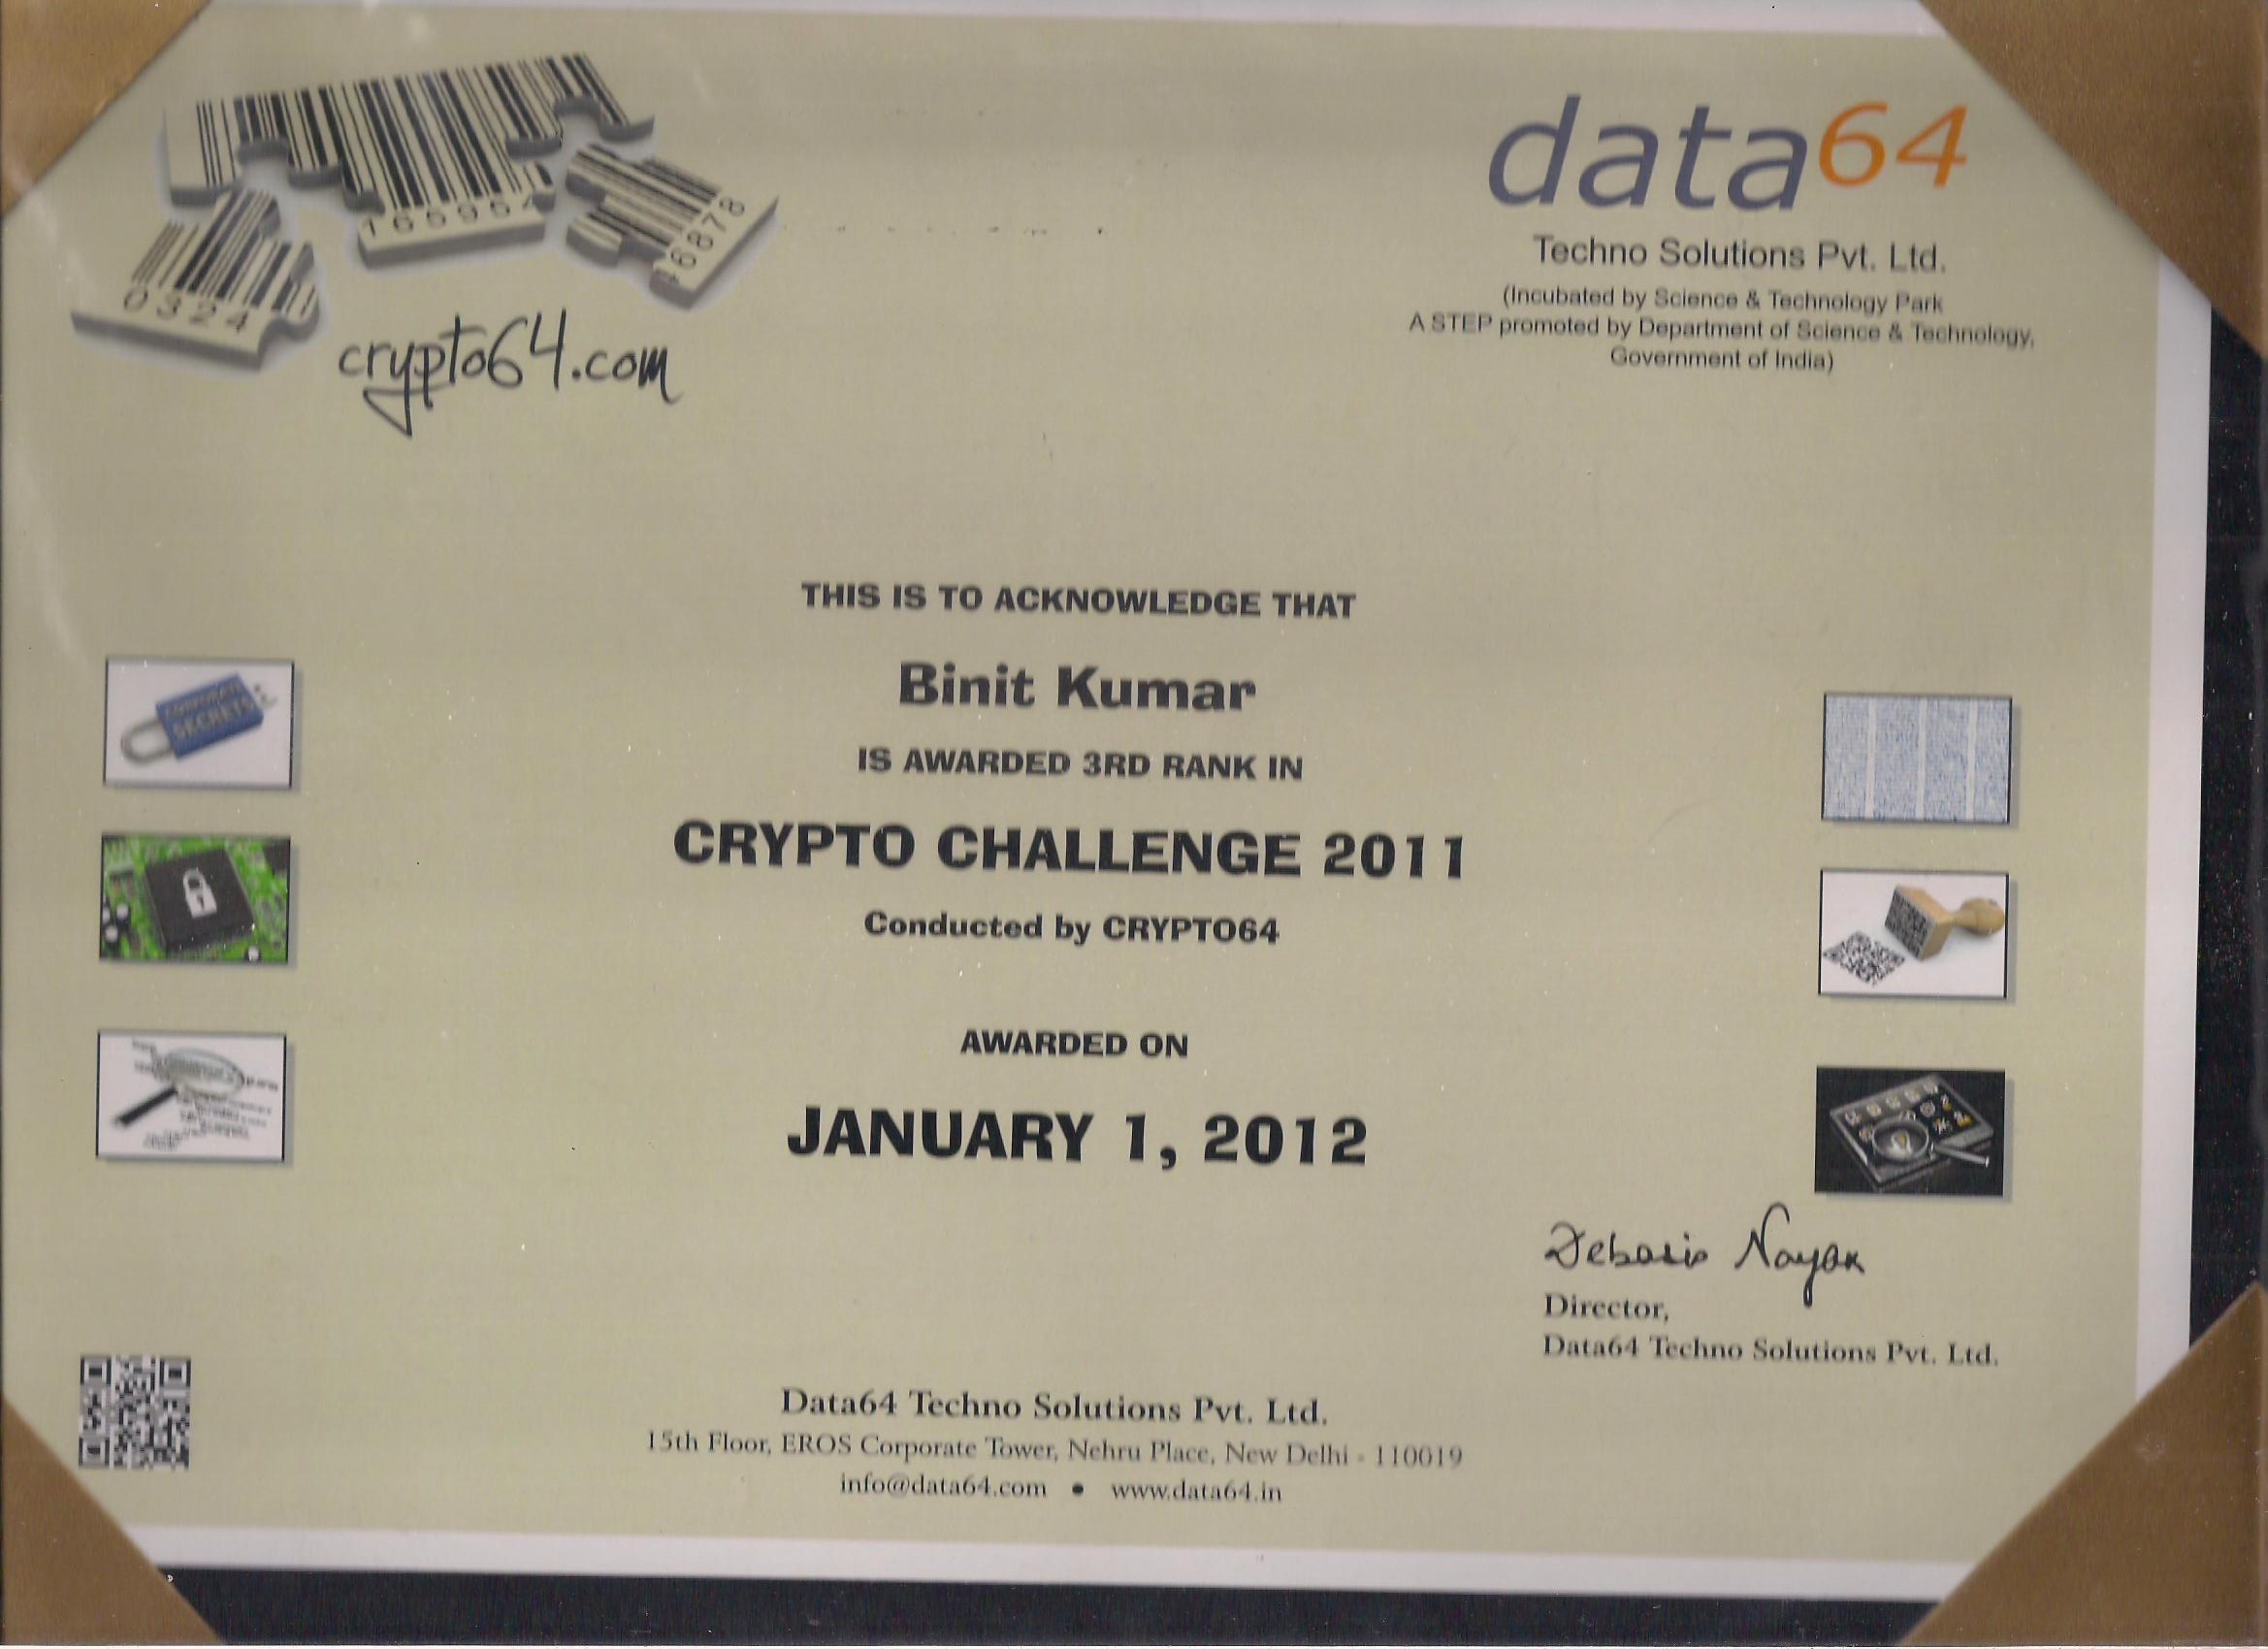 165954
46878
0324
crypto64.com
data64
Techno Solutions Pvt. Ltd.
(Incubated by Science & Technology Park
A STEP promoted by Department of Science & Technology,
Government of India)
THIS IS TO ACKNOWLEDGE THAT
Binit Kumar
IS AWARDED 3RD RANK IN
CRYPTO CHALLENGE 2011
Conducted by CRYPTO64
AWARDED ON
JANUARY 1, 2012
SECRETS
Debasis Nayak
Director,
Data64 Techno Solutions Pvt. Ltd.
Data64 Techno Solutions Pvt. Ltd.
15th Floor, EROS Corporate Tower, Nehru Place, New Delhi - 110019
info@data64.com • www.data64.in